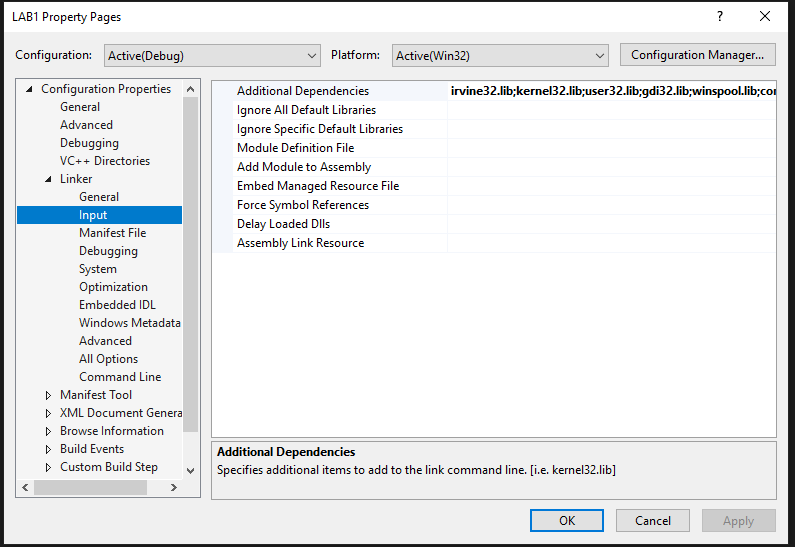 LAB1 Property Pages
? 
Configuration: Active(Debug) Platform: Active(Win32) Configuration Manager...
Configuration Properties
General
Advanced
Debugging
VC++ Directories
Linker
General
Input
Manifest File
Debugging
System
Optimization
Embedded IDL
Windows Metadata
Advanced
All Options
Command Line
Manifest Tool
XML Document Genera
Browse Information
Build Events
Custom Build Step
Additional Dependencies irvine32.lib;kernel32.lib;user32.lib;gdi32.lib;winspool.lib;co
Ignore All Default Libraries
Ignore Specific Default Libraries
Module Definition File
Add Module to Assembly
Embed Managed Resource File
Force Symbol References
Delay Loaded Dlls
Assembly Link Resource
Additional Dependencies
Specifies additional items to add to the link command line. [i.e. kernel32.lib]
OK Cancel Apply